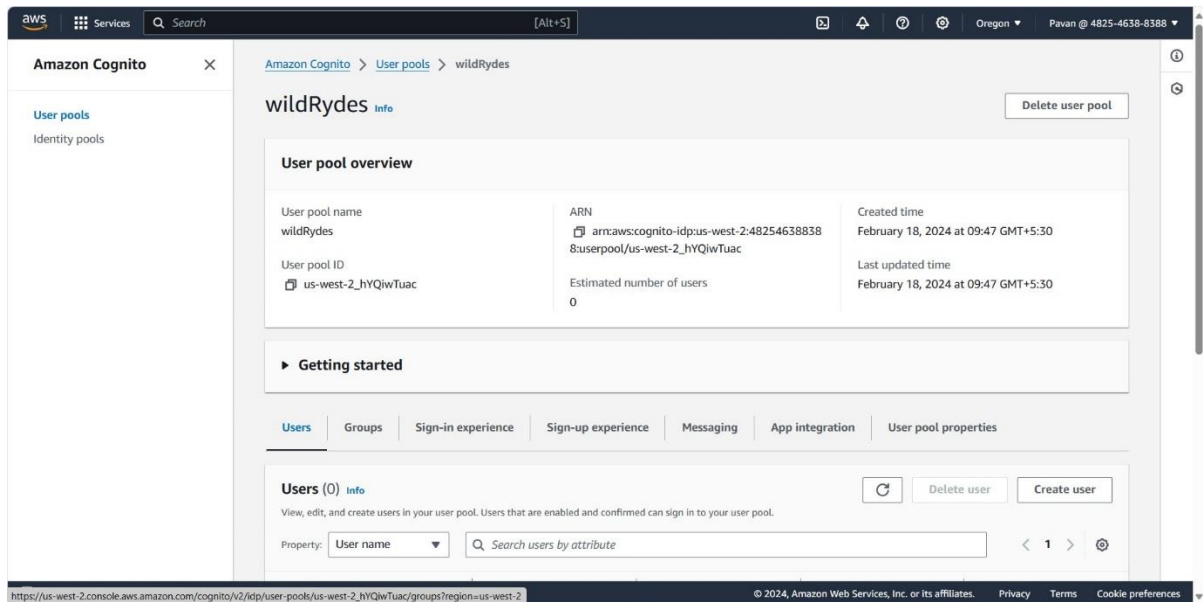 aws Services Search [Alt+S] Oregon Pavan @ 4825-4638-8388
Amazon Cognito
User pools
Identity pools
Amazon Cognito > User pools > wildRydes
wildRydes Info
Delete user pool
User pool overview
User pool name
wildRydes
User pool ID
us-west-2_hYQiwTuac
ARN
arn:aws:cognito-idp:us-west-2:48254638838
8:userpool/us-west-2_hYQiwTuac
Estimated number of users
0
Created time
February 18, 2024 at 09:47 GMT+5:30
Last updated time
February 18, 2024 at 09:47 GMT+5:30
Getting started
Users Groups Sign-in experience Sign-up experience Messaging App integration User pool properties
Users (0) Info
Delete user Create user
View, edit, and create users in your user pool. Users that are enabled and confirmed can sign in to your user pool.
Property: User name Search users by attribute < 1 >
https://us-west-2.console.aws.amazon.com/cognito/v2/idp/user-pools/us-west-2_hYQiwTuac/groups?region=us-west-2 © 2024, Amazon Web Services, Inc. or its affiliates. Privacy Terms Cookie preferences